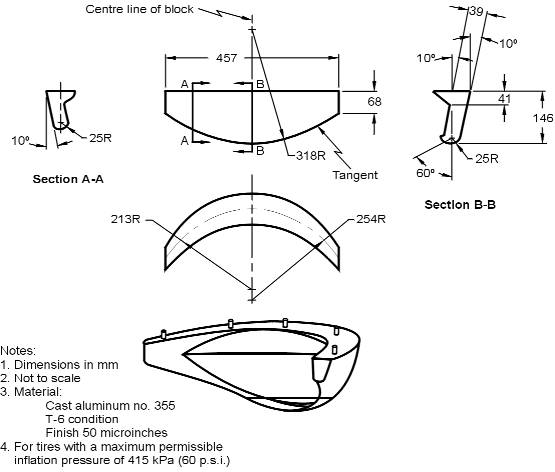 Centre line of block
39
10º
457
10º
A
B
68
41
146
10º
25R
A
B
318R
25R
60º
Tangent
Section A-A
Section B-B
213R
254R
Notes:
1. Dimensions in mm
2. Not to scale
3. Material:
Cast aluminum no. 355
T-6 condition
Finish 50 microinches
4. For tires with a maximum permissible
inflation pressure of 415 kPa (60 p.s.i.)